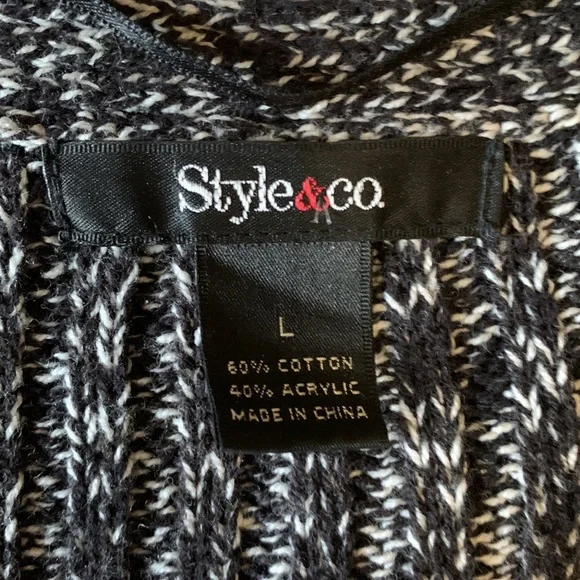 Style&co.
L
60% COTTON
40% ACRYLIC
MADE IN CHINA